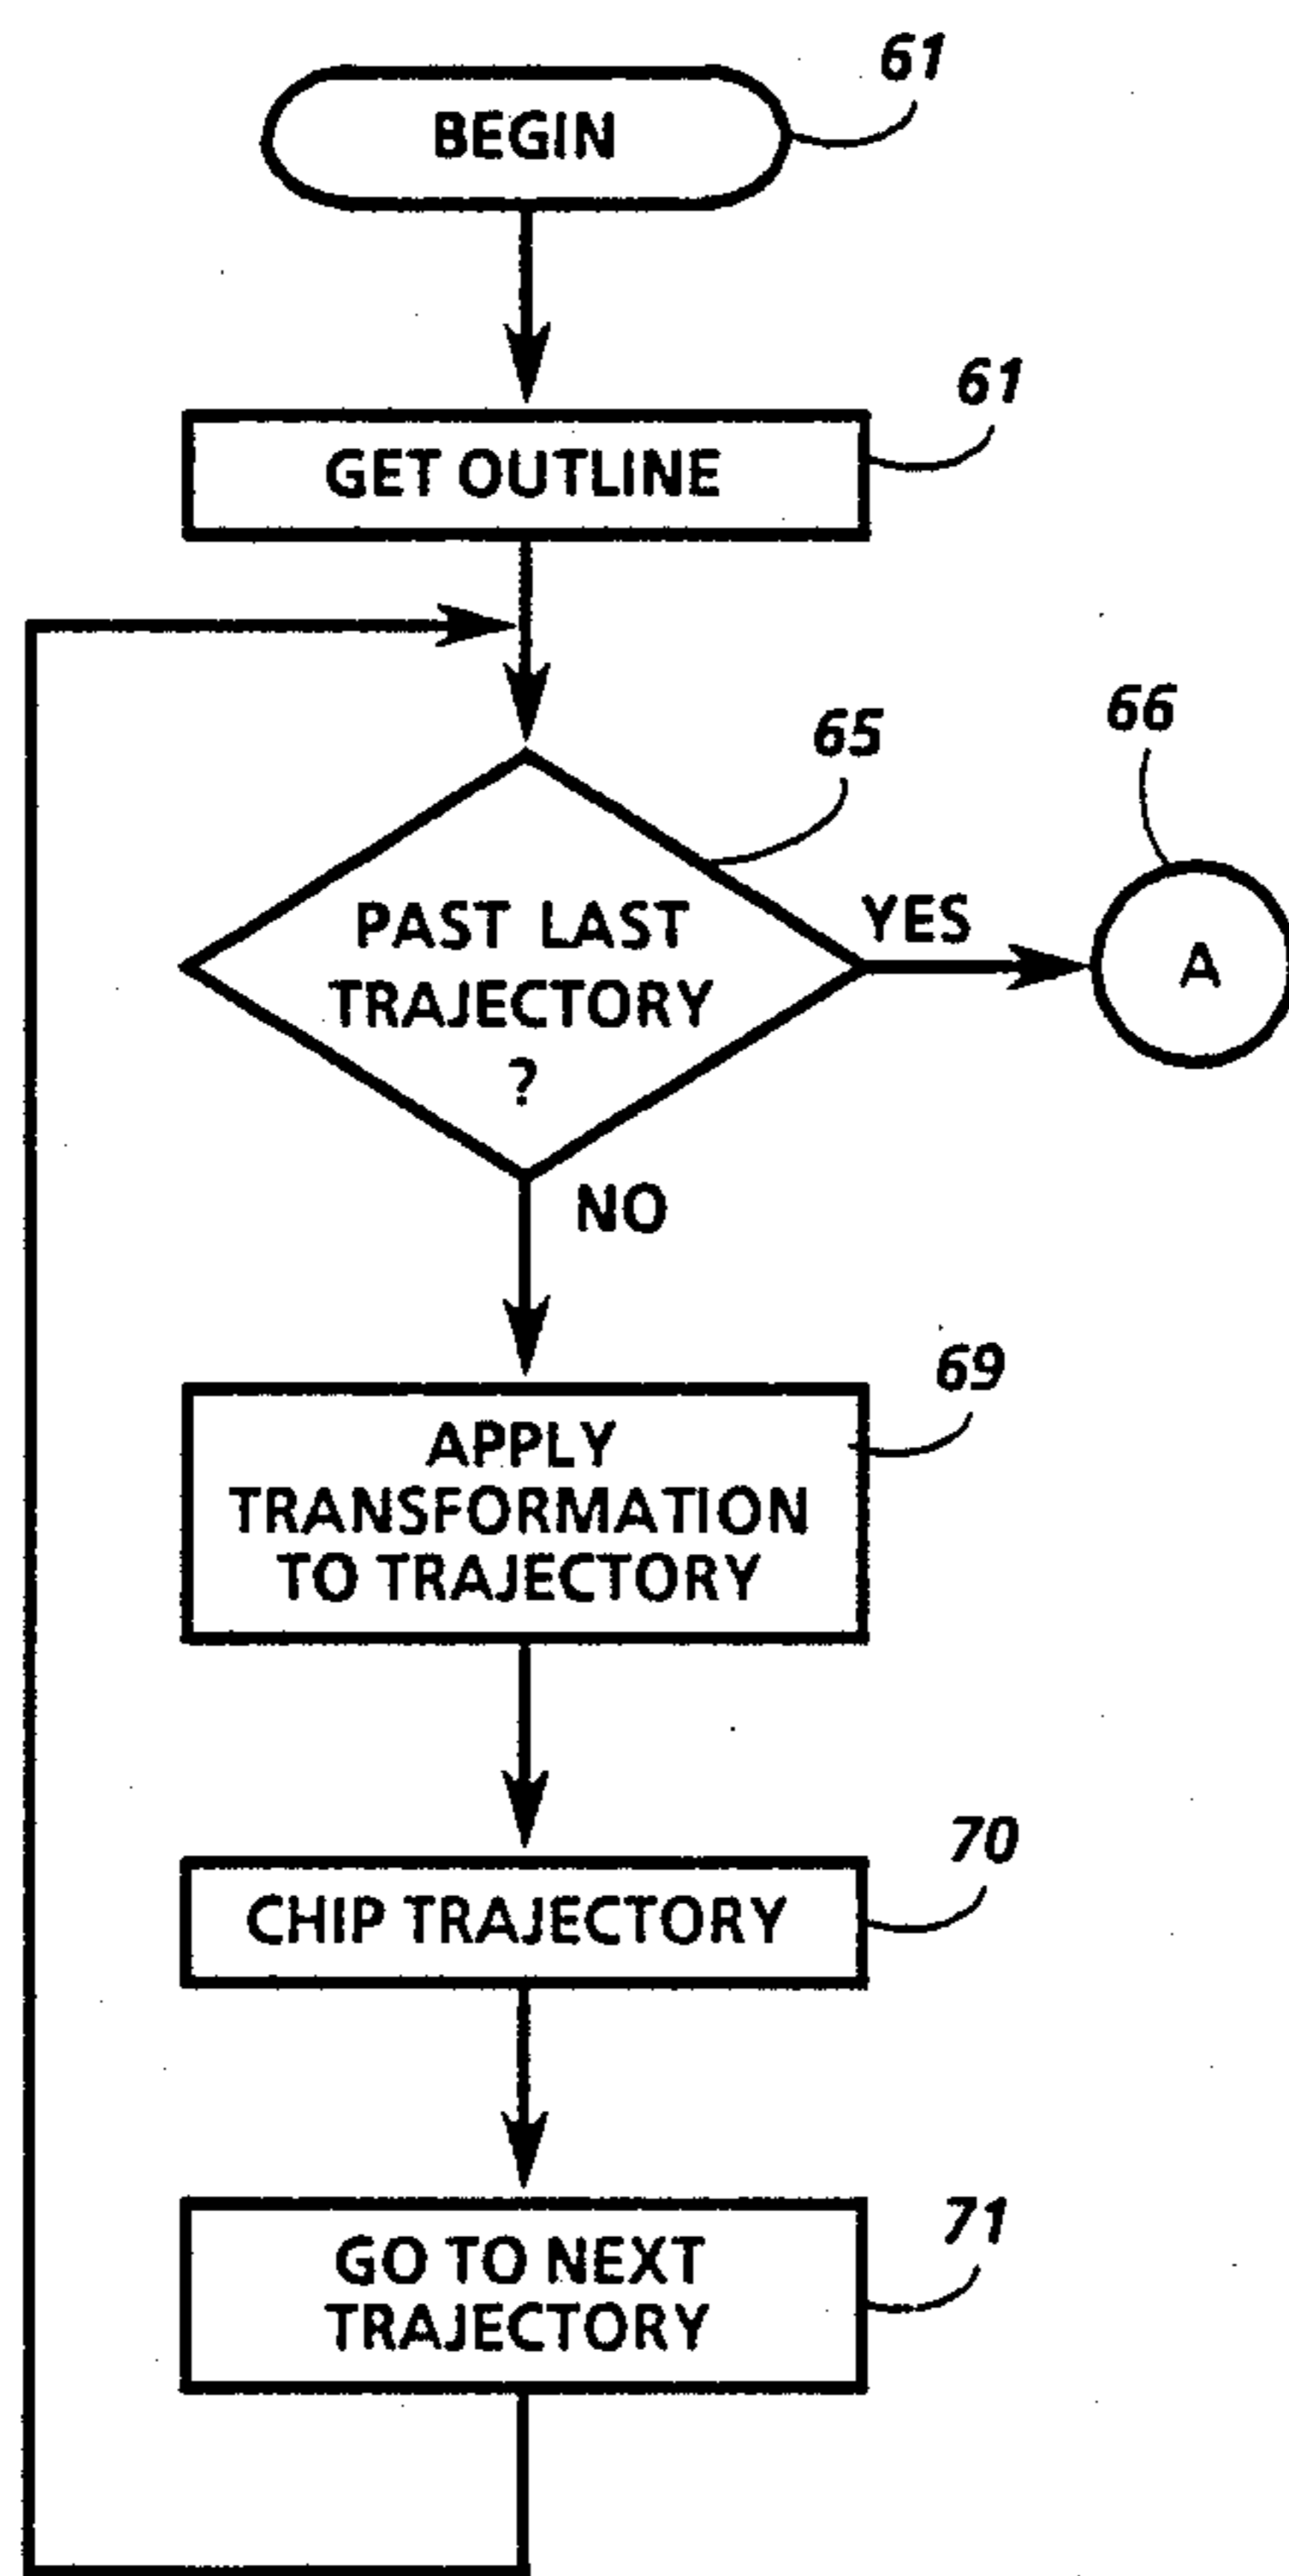 61
BEGIN
61
GET OUTLINE
65
66
PAST LAST
TRAJECTORY
?
YES
A
NO
69
APPLY
TRANSFORMATION
TO TRAJECTORY
70
CHIP TRAJECTORY
71
GO TO NEXT
TRAJECTORY